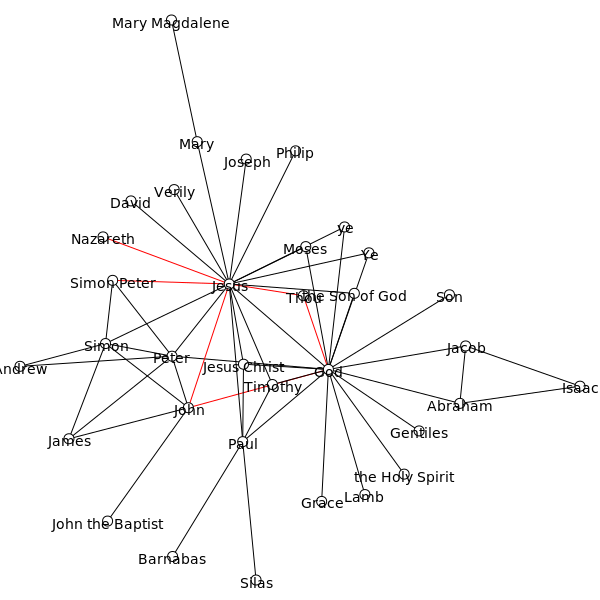 Mary Magdalene
Mary
Joseph
Philip
Verily
David
ye
Nazareth
Moses
Ye
Simon Peter
Jesus
Thou
the Son of God
Son
Simon
Peter
Andrew
Jesus Christ
God
Jacob
Timothy
Isaac
John
Abraham
James
Paul
Gentiles
the Holy Spirit
Grace
Lamb
John the Baptist
Barnabas
Silas